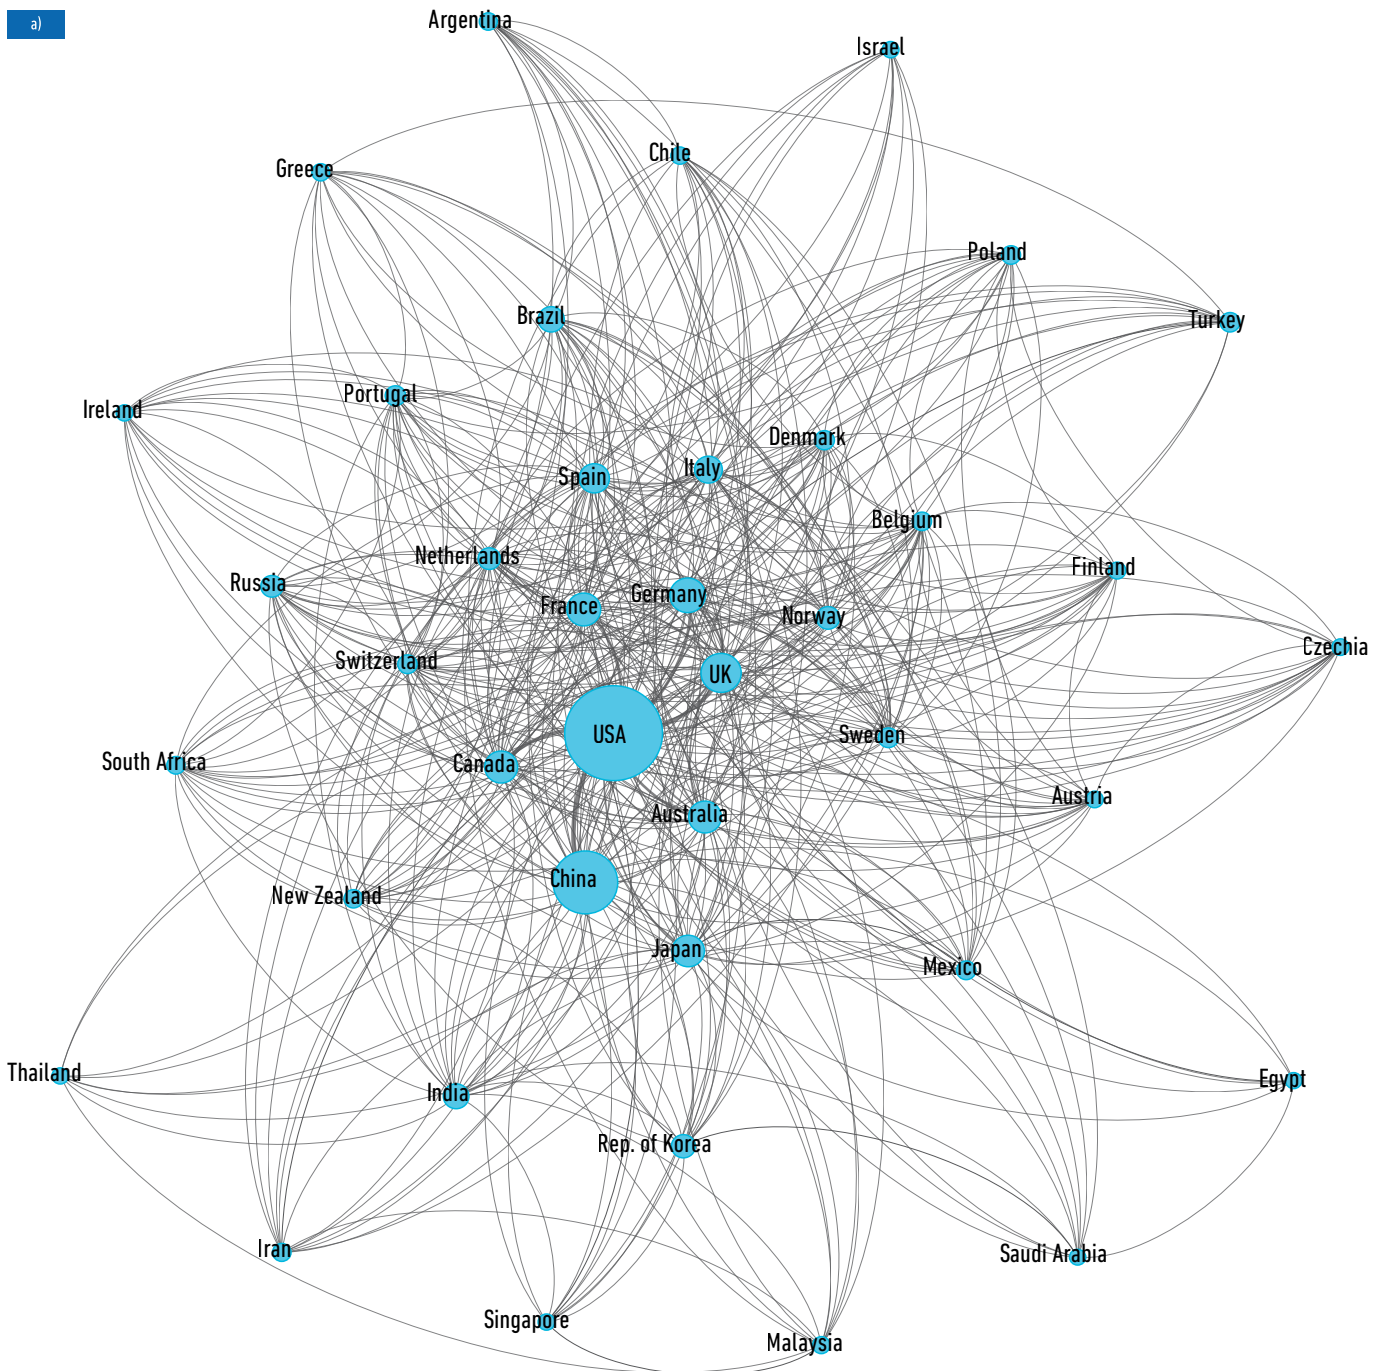 a)
Argentina
Israel
Chile
Greece
Poland
Brazil
Turkey
Portugal
Ireland
Denmark
Italy
Spain
Belgium
Netherlands
Finland
Russia
Germany
France
Norway
Czechia
Switzerland
UK
USA
Sweden
South Africa
Canada
Austria
Australia
China
New Zealand
Japan
Mexico
Thailand
Egypt
India
Rep. of Korea
Iran
Saudi Arabia
Singapore
Malaysia